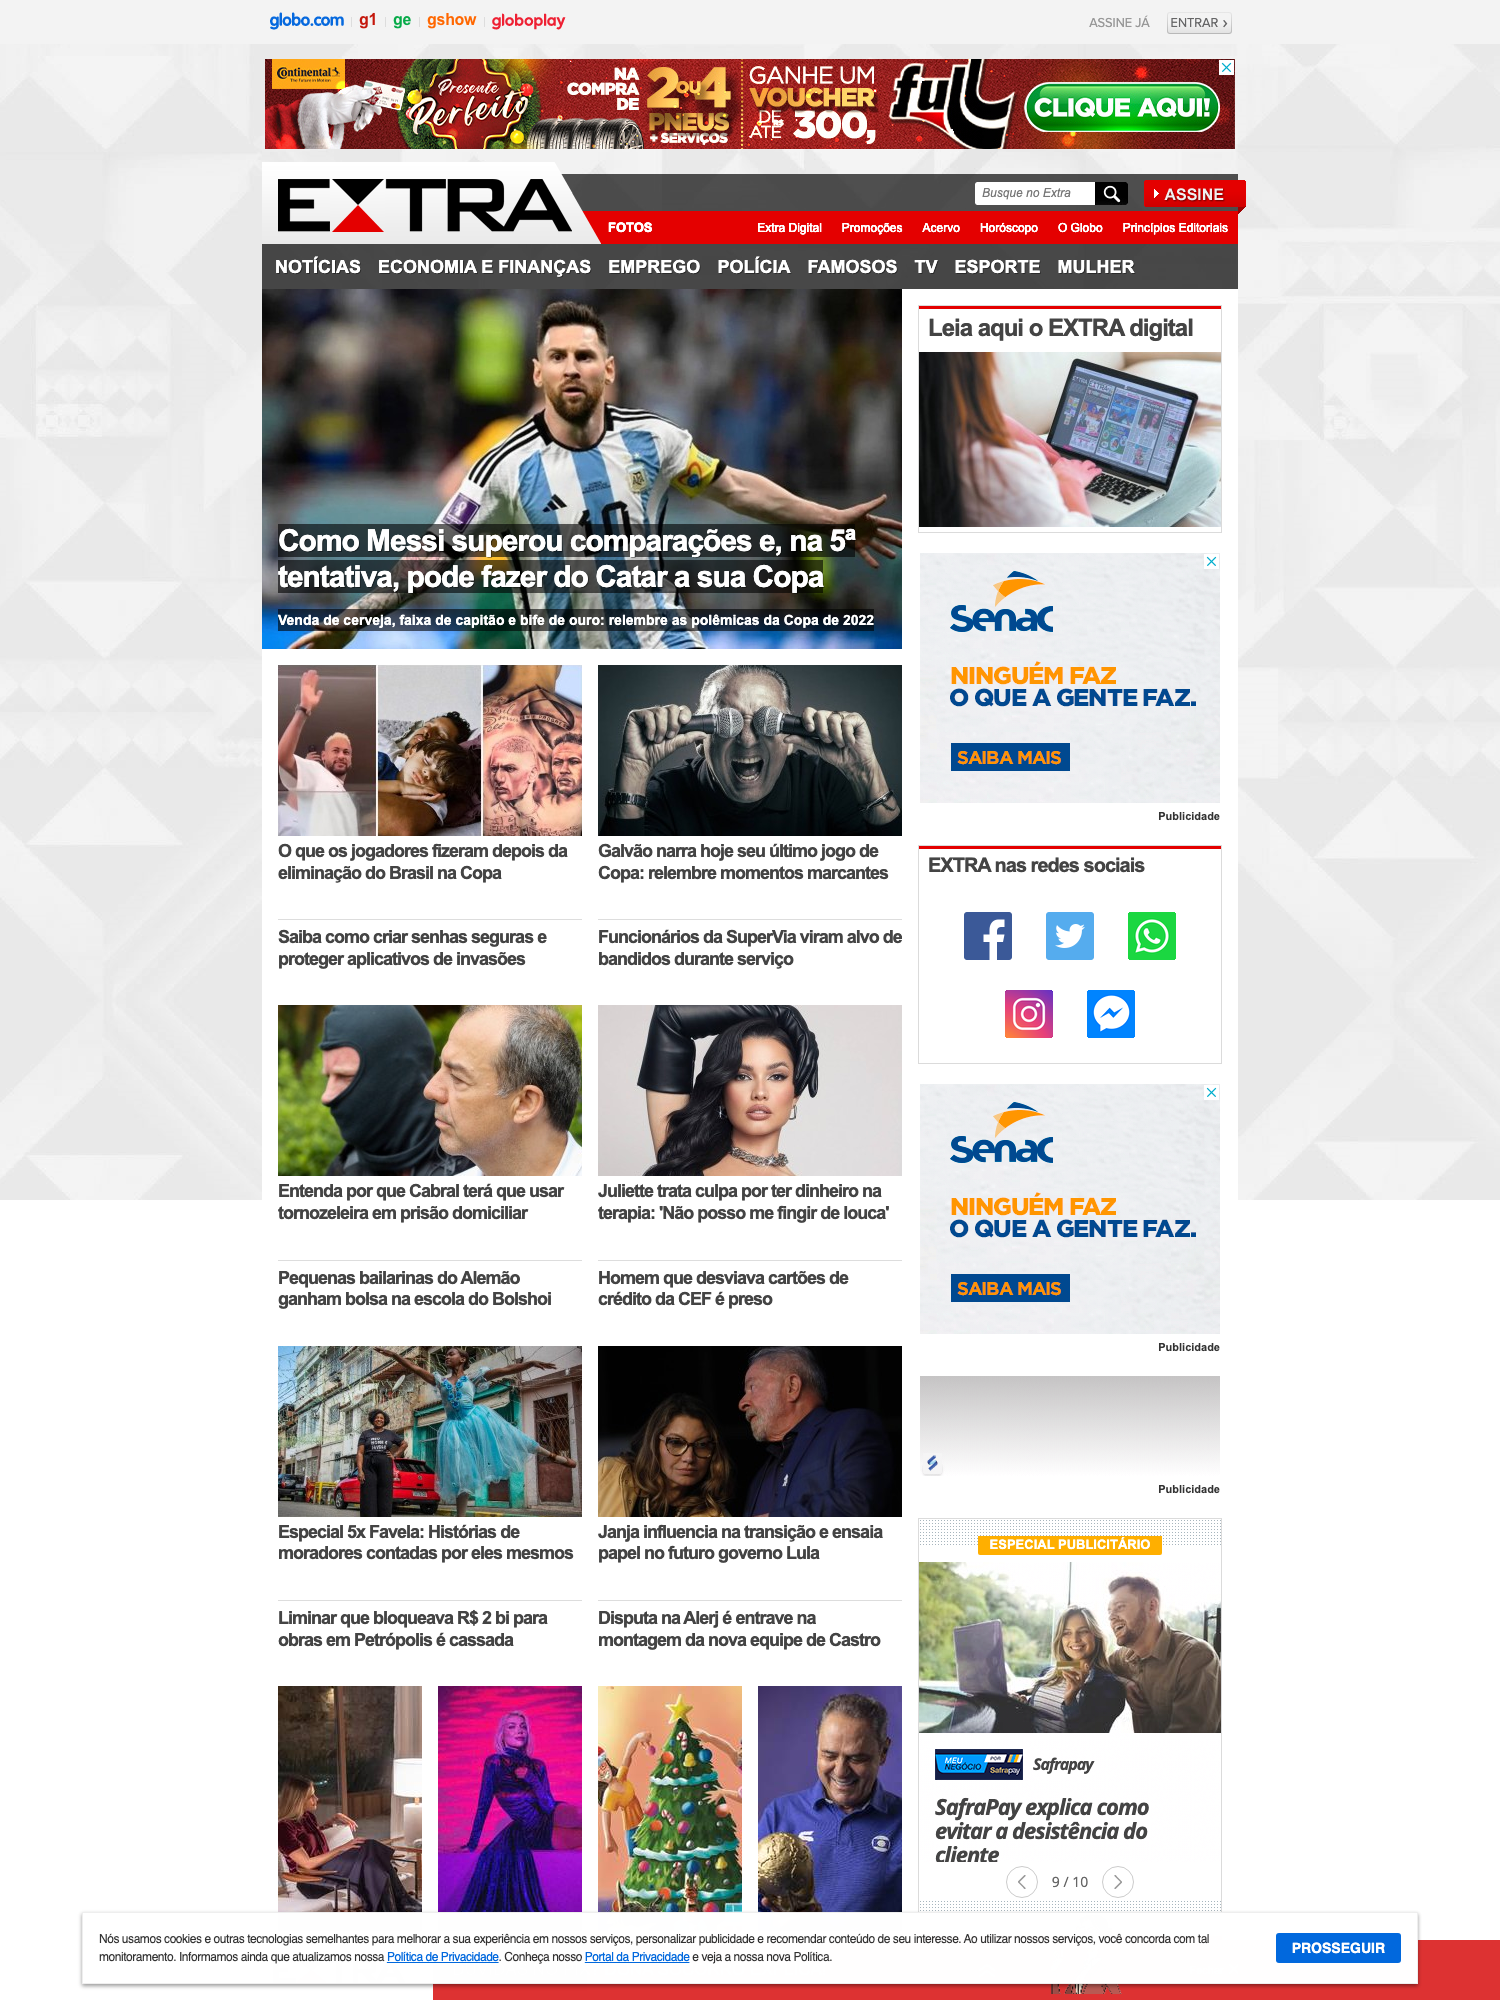 globo.com
g1
ge
gshow
globoplay
ASSINE JÁ
ENTRAR ›
Continental
The Future in Motion
Presente
Perfeito
NA
COMPRA
DE
2 ou 4
PNEUS
+ SERVIÇOS
GANHE UM
VOUCHER
DE
ATÉ
R$ 300,
full
CLIQUE AQUI!
EXTRA
Busque no Extra
ASSINE
FOTOS
Extra Digital
Promoções
Acervo
Horóscopo
O Globo
Princípios Editoriais
NOTÍCIAS
ECONOMIA E FINANÇAS
EMPREGO
POLÍCIA
FAMOSOS
TV
ESPORTE
MULHER
10
Como Messi superou comparações e, na 5ª
tentativa, pode fazer do Catar a sua Copa
Venda de cerveja, faixa de capitão e bife de ouro: relembre as polêmicas da Copa de 2022
Leia aqui o EXTRA digital
EXTRA
Senac
NINGUÉM FAZ
O QUE A GENTE FAZ.
SAIBA MAIS
Publicidade
O que os jogadores fizeram depois da
eliminação do Brasil na Copa
Galvão narra hoje seu último jogo de
Copa: relembre momentos marcantes
EXTRA nas redes sociais
Saiba como criar senhas seguras e
proteger aplicativos de invasões
Funcionários da SuperVia viram alvo de
bandidos durante serviço
Senac
NINGUÉM FAZ
O QUE A GENTE FAZ.
SAIBA MAIS
Publicidade
Entenda por que Cabral terá que usar
tornozeleira em prisão domiciliar
Juliette trata culpa por ter dinheiro na
terapia: 'Não posso me fingir de louca'
Pequenas bailarinas do Alemão
ganham bolsa na escola do Bolshoi
Homem que desviava cartões de
crédito da CEF é preso
Publicidade
Especial 5x Favela: Histórias de
moradores contadas por eles mesmos
Janja influencia na transição e ensaia
papel no futuro governo Lula
ESPECIAL PUBLICITÁRIO
Liminar que bloqueava R$ 2 bi para
obras em Petrópolis é cassada
Disputa na Alerj é entrave na
montagem da nova equipe de Castro
MEU
NEGÓCIO
POR
Safrapay
Safrapay
SafraPay explica como
evitar a desistência do
cliente
9 / 10
Nós usamos cookies e outras tecnologias semelhantes para melhorar a sua experiência em nossos serviços, personalizar publicidade e recomendar conteúdo de seu interesse. Ao utilizar nossos serviços, você concorda com tal
monitoramento. Informamos ainda que atualizamos nossa Política de Privacidade. Conheça nosso Portal da Privacidade e veja a nossa nova Política.
PROSSEGUIR